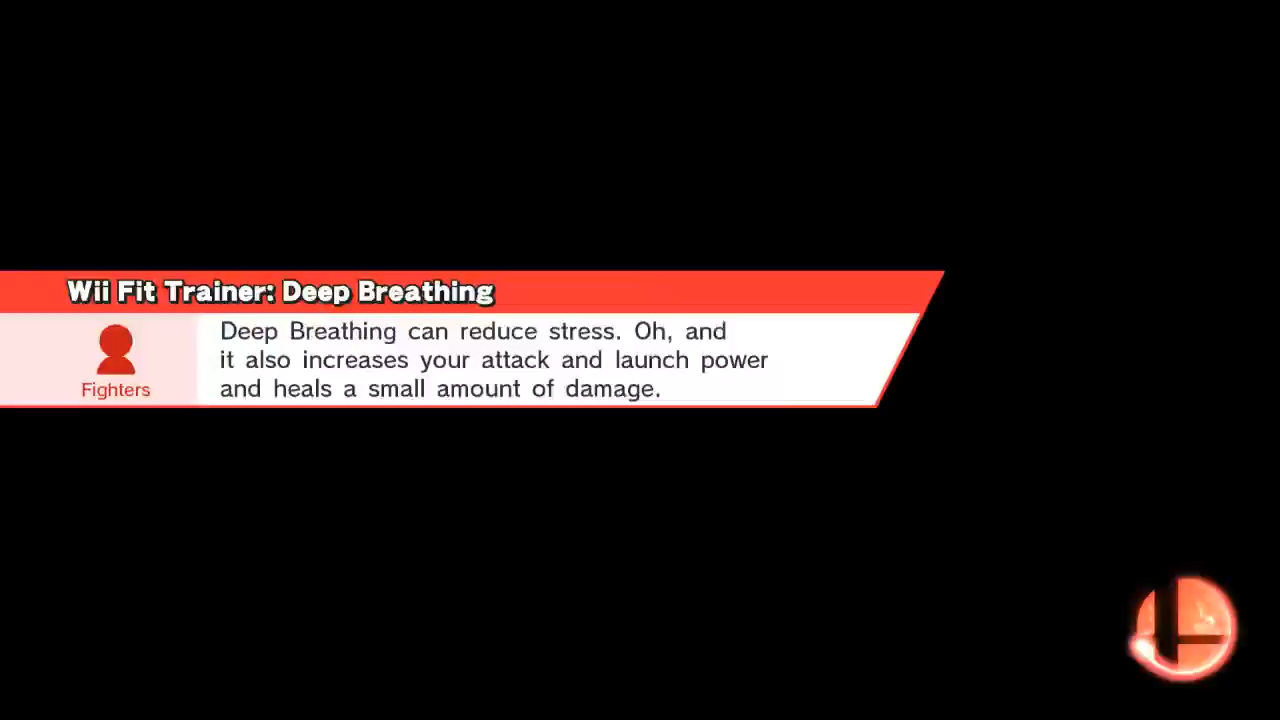 Wii Fit Trainer: Deep Breathing
Fighters
Deep Breathing can reduce stress. Oh, and
it also increases your attack and launch power
and heals a small amount of damage.